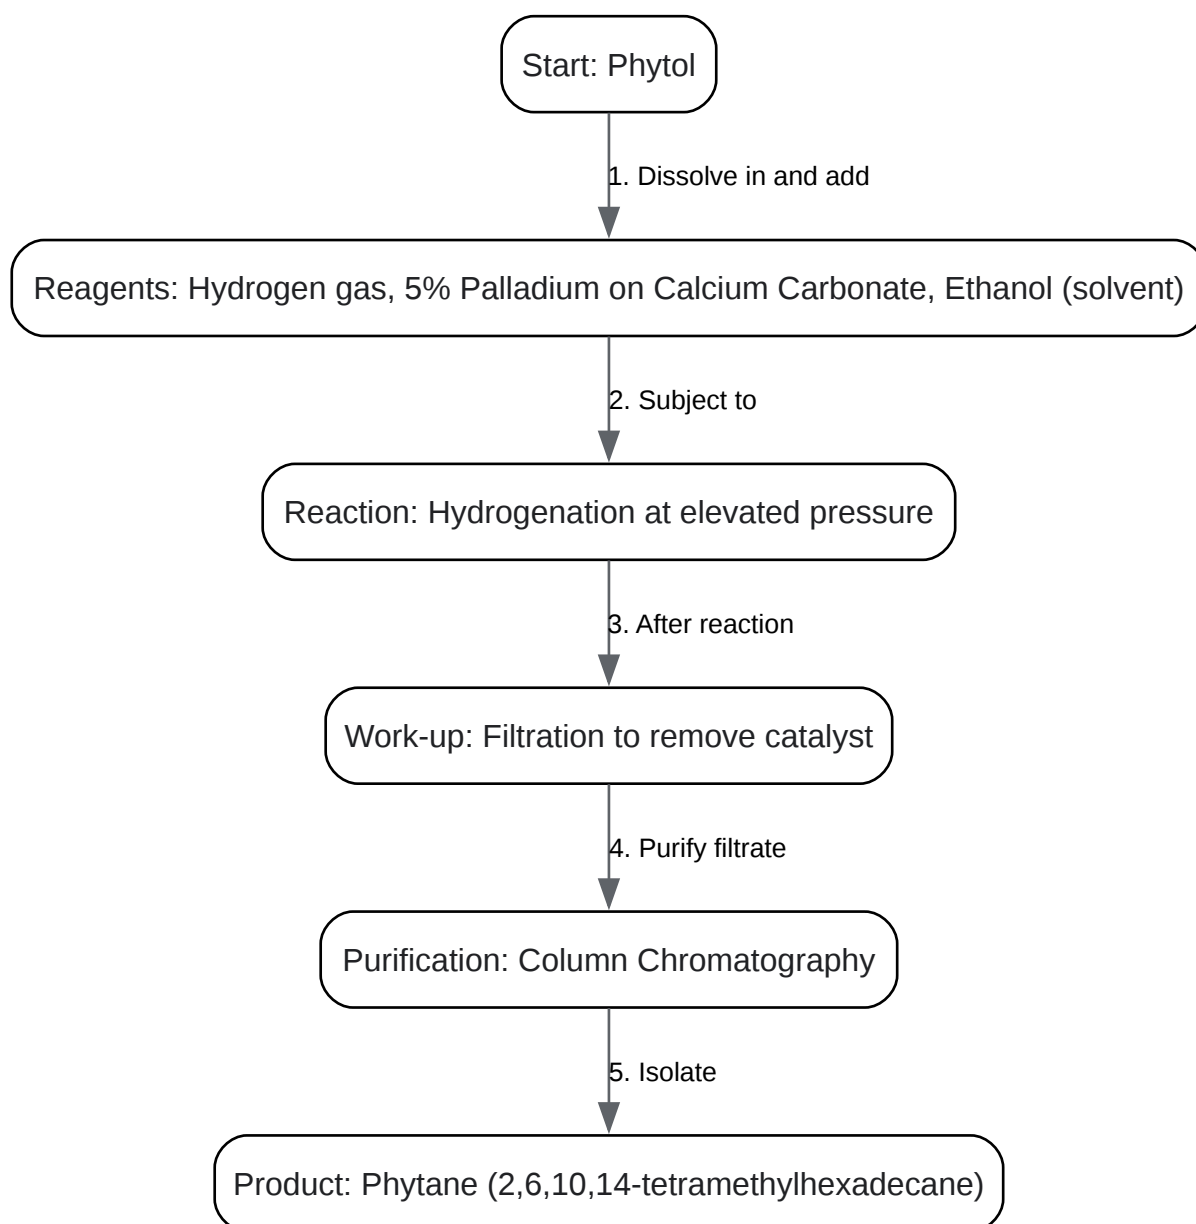 Start: Phytol
1. Dissolve in and add
Reagents: Hydrogen gas, 5% Palladium on Calcium Carbonate, Ethanol (solvent)
2. Subject to
Reaction: Hydrogenation at elevated pressure
3. After reaction
Work-up: Filtration to remove catalyst
4. Purify filtrate
Purification: Column Chromatography
5. Isolate
Product: Phytane (2,6,10,14-tetramethylhexadecane)